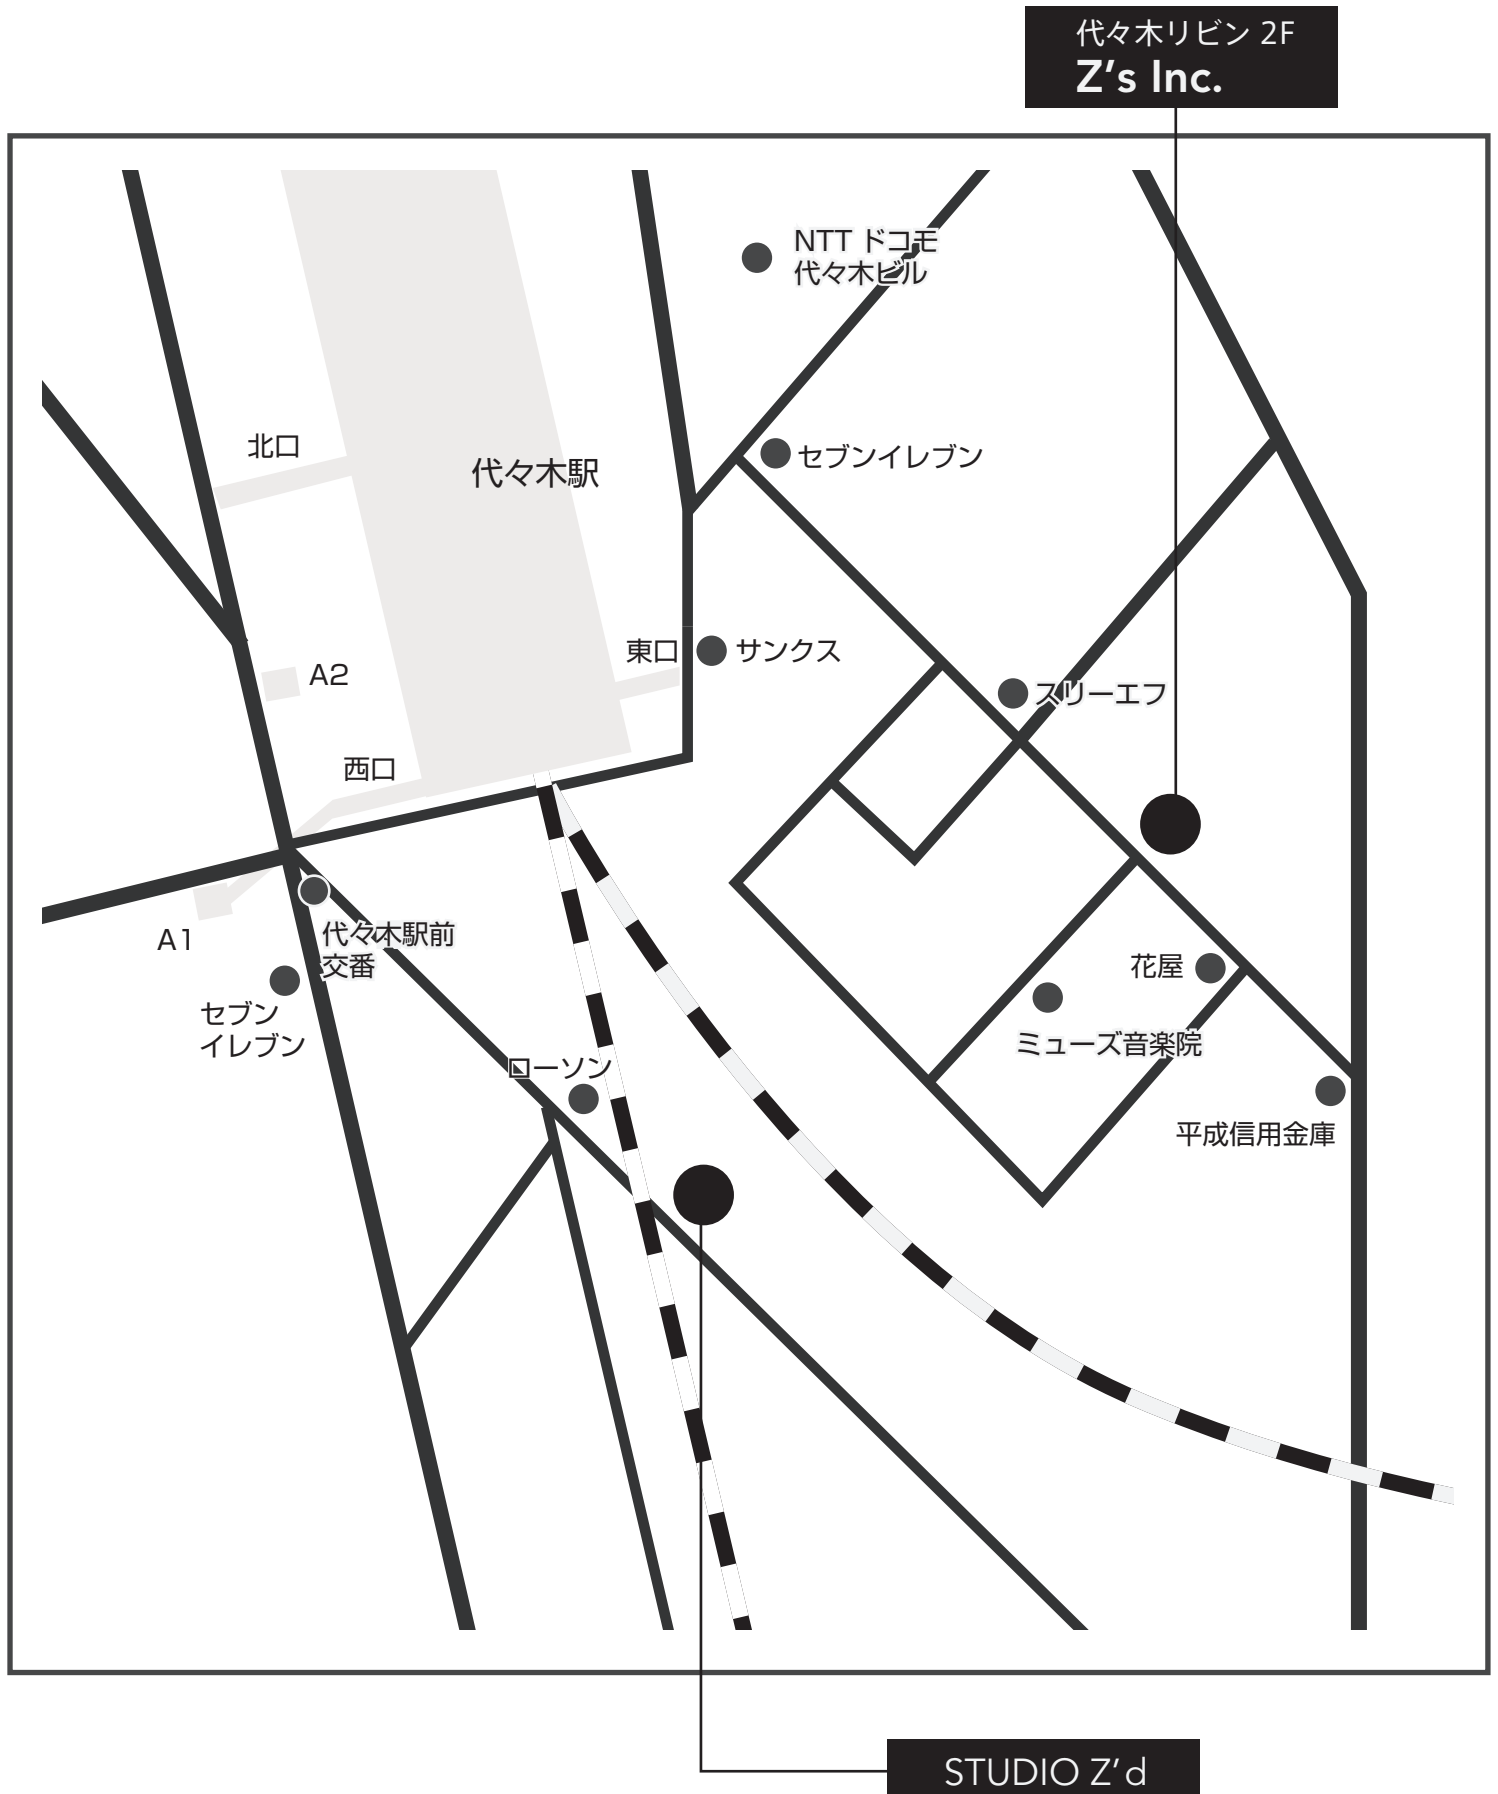 代々木リビン 2F
Z's Inc.
NTT ドコモ
代々木ビル
北口
代々木駅
セブンイレブン
東口
サンクス
A2
スリーエフ
西口
A1
代々木駅前
交番
花屋
セブン
イレブン
ミューズ音楽院
ローソン
平成信用金庫
STUDIO Z'd